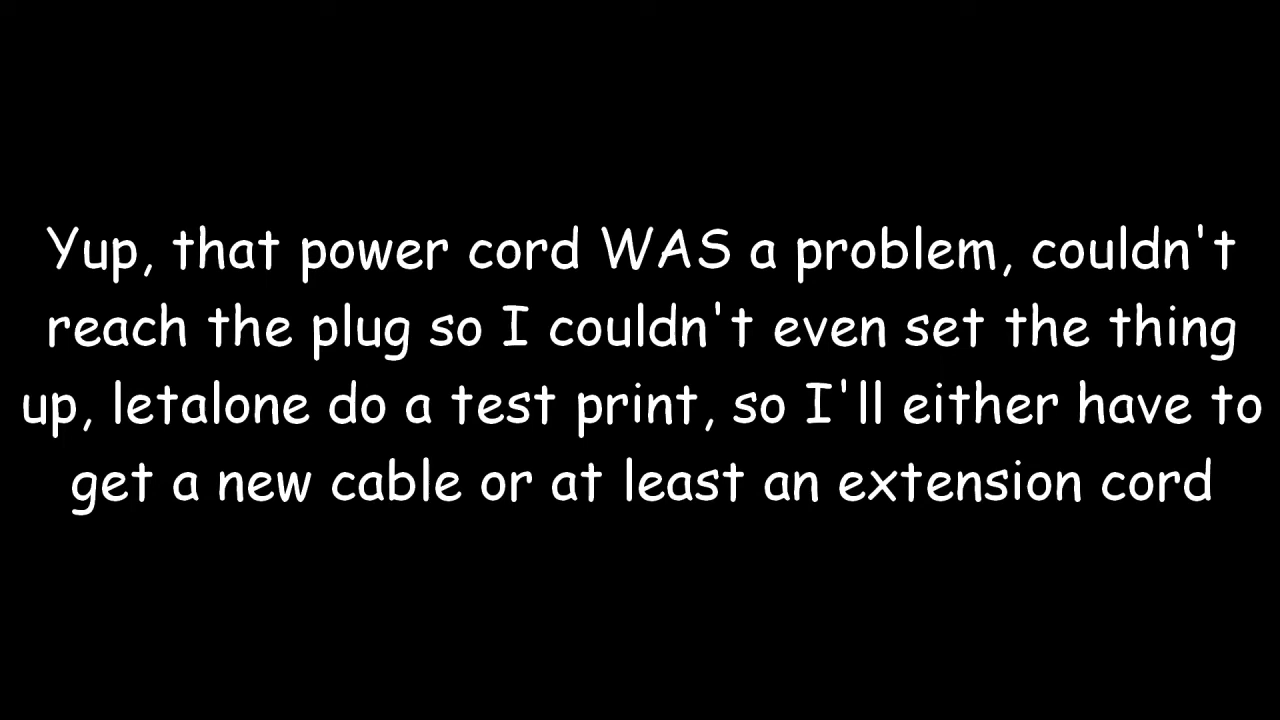 Yup, that power cord WAS a problem, couldn't
reach the plug so I couldn't even set the thing
up, letalone do a test print, so I'll either have to
get a new cable or at least an extension cord